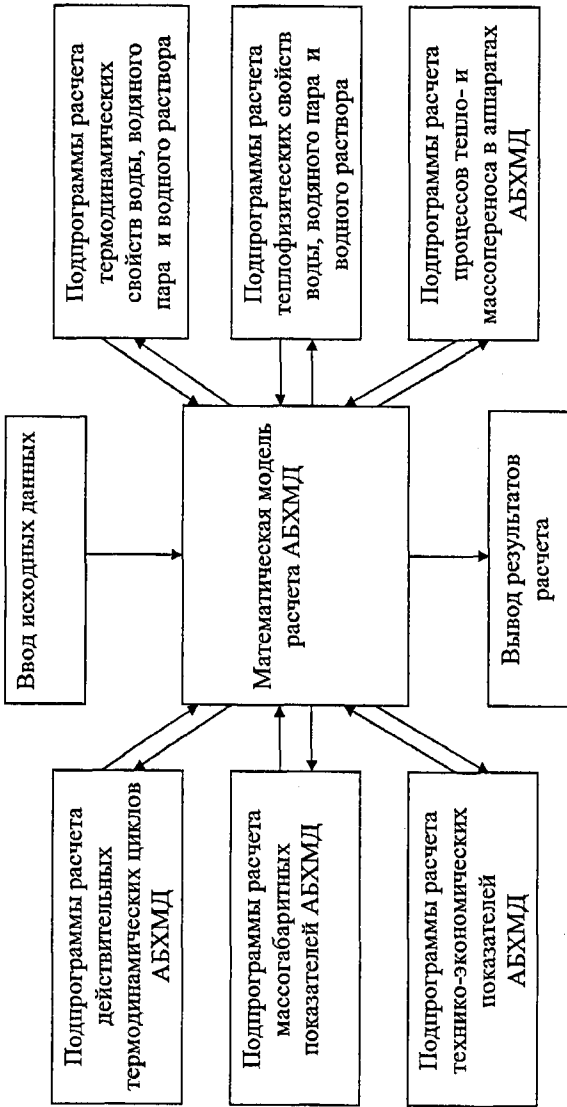 Ввод исходных данных
Подпрограммы расчета
действительных
термодинамических циклов
АБХМД
Подпрограммы расчета
массогабаритных
показателей АБХМД
Подпрограммы расчета
технико-экономических
показателей
АБХМД
Математическая модель
расчета АБХМД
Подпрограммы расчета
термодинамических
свойств воды, водяного
пара и водного раствора
Подпрограммы расчета
теплофизических свойств
воды, водяного пара и
водного раствора
Подпрограммы расчета
процессов тепло- и
массопереноса в аппаратах
АБХМД
Вывод результатов
расчета